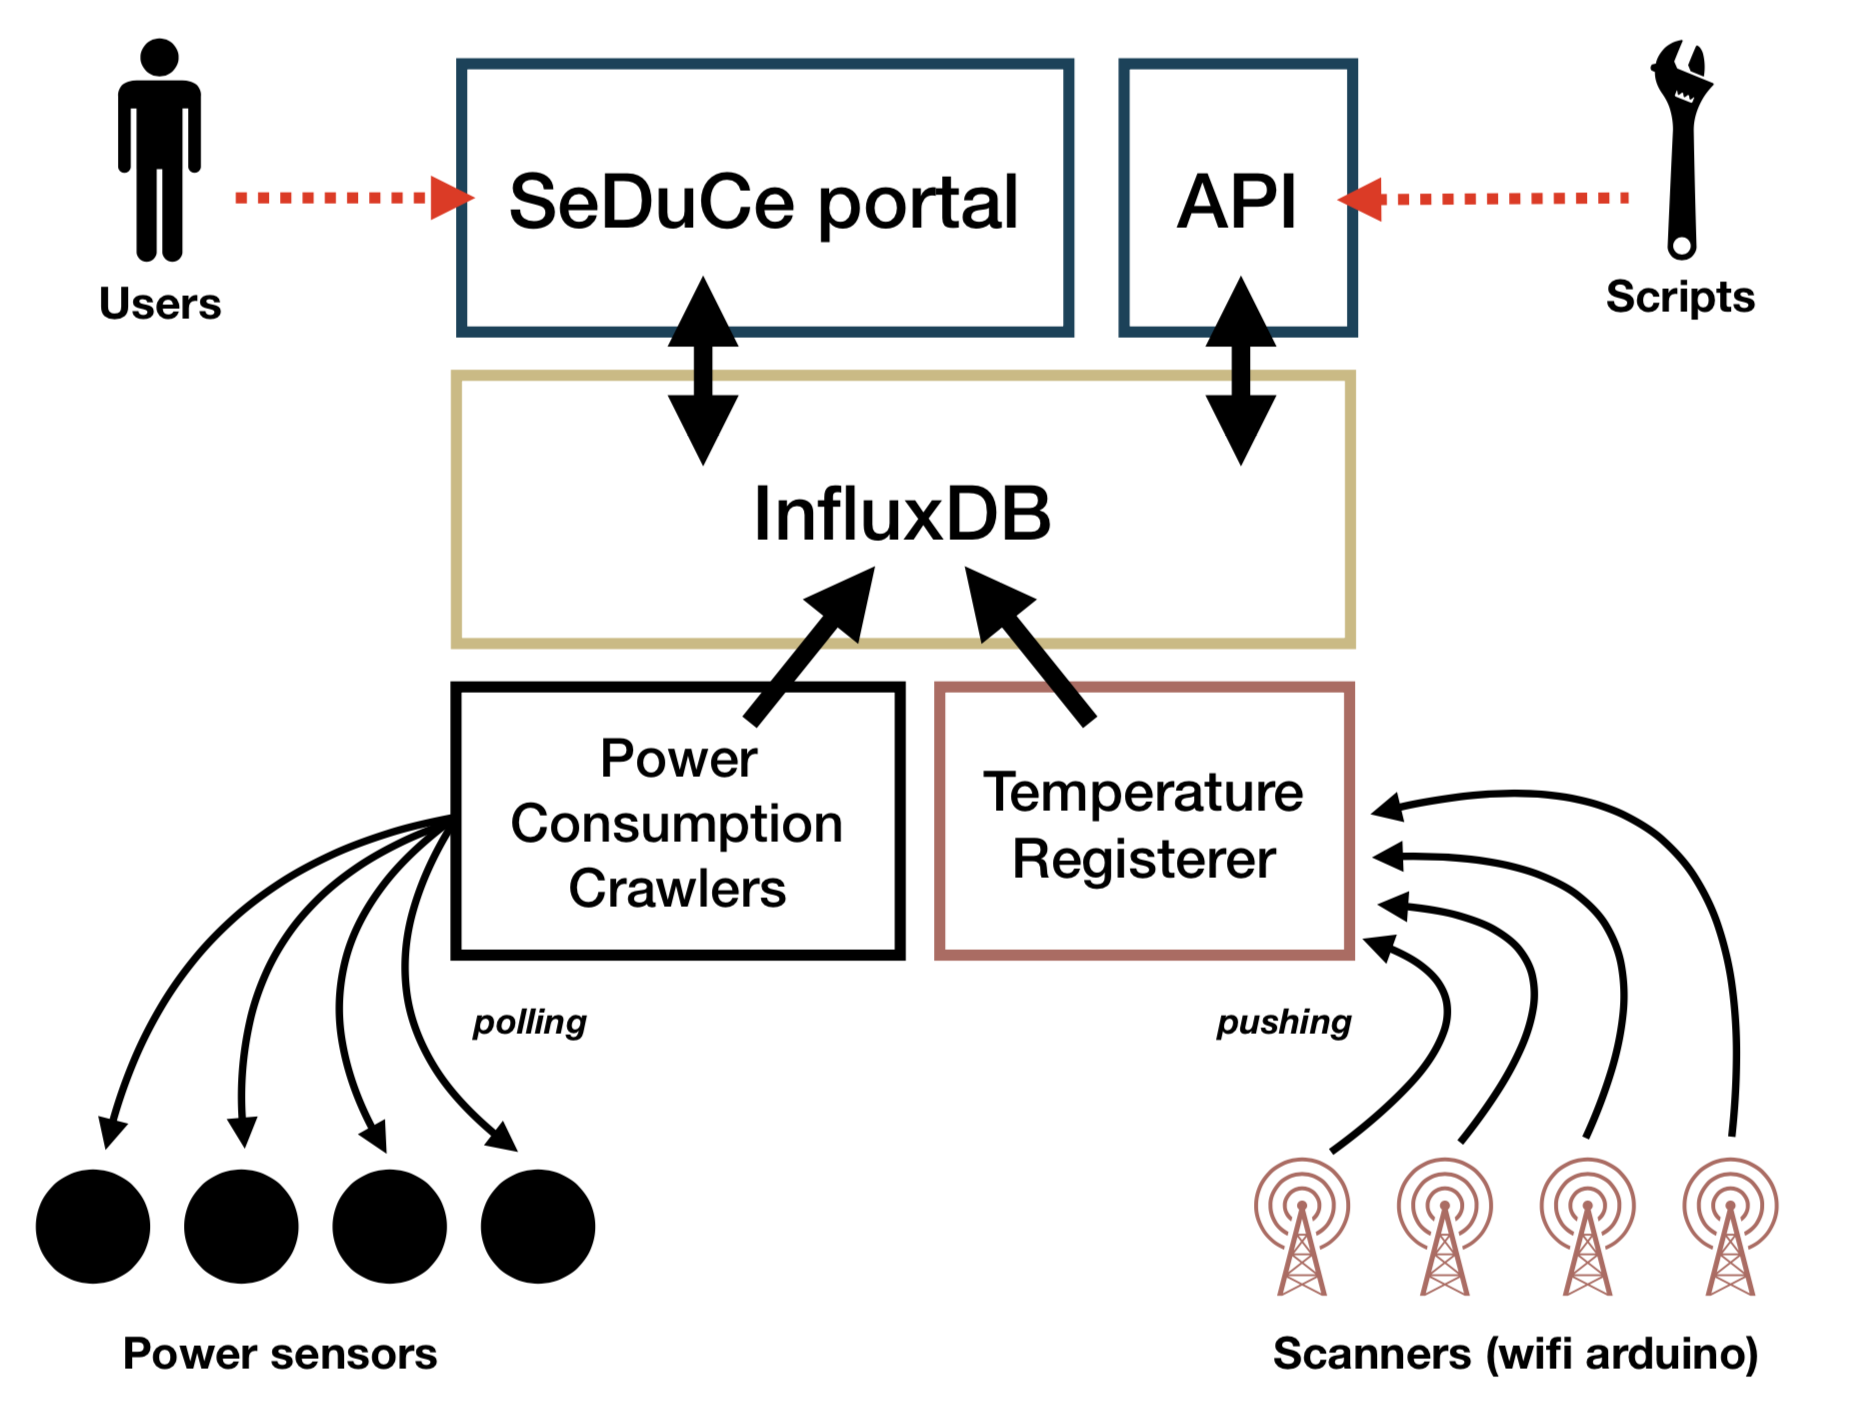 SeDuCe portal
API
Users
Scripts
InfluxDB
Power
Consumption
Crawlers
Temperature
Registerer
polling
pushing
Power sensors
Scanners (wifi arduino)